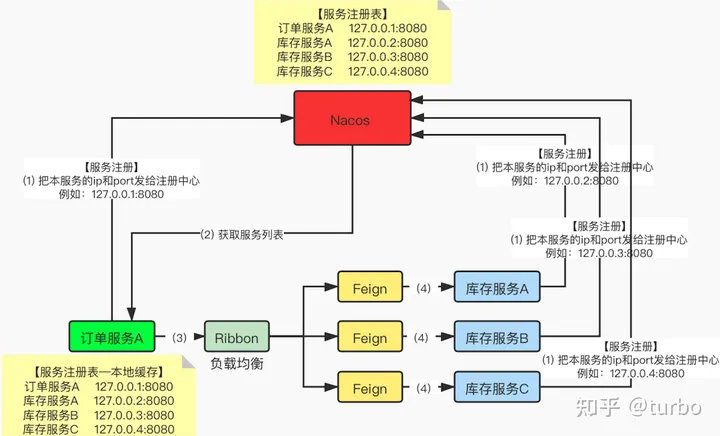 【服务注册表】
订单服务A 127.0.0.1:8080
库存服务A 127.0.0.2:8080
库存服务B 127.0.0.3:8080
库存服务C 127.0.0.4:8080
Nacos
【服务注册】
(1) 把本服务的ip和port发给注册中心
例如：127.0.0.1:8080
【服务注册】
(1) 把本服务的ip和port发给注册中心
例如：127.0.0.2:8080
(2) 获取服务列表
【服务注册】
(1) 把本服务的ip和port发给注册中心
例如：127.0.0.3:8080
Feign (4) 库存服务A
订单服务A (3) Ribbon Feign (4) 库存服务B
负载均衡
【服务注册】
(1) 把本服务的ip和port发给注册中心
例如：127.0.0.4:8080
Feign (4) 库存服务C
【服务注册表—本地缓存】
订单服务A 127.0.0.1:8080
库存服务A 127.0.0.2:8080
库存服务B 127.0.0.3:8080
库存服务C 127.0.0.4:8080
知乎 @turbo